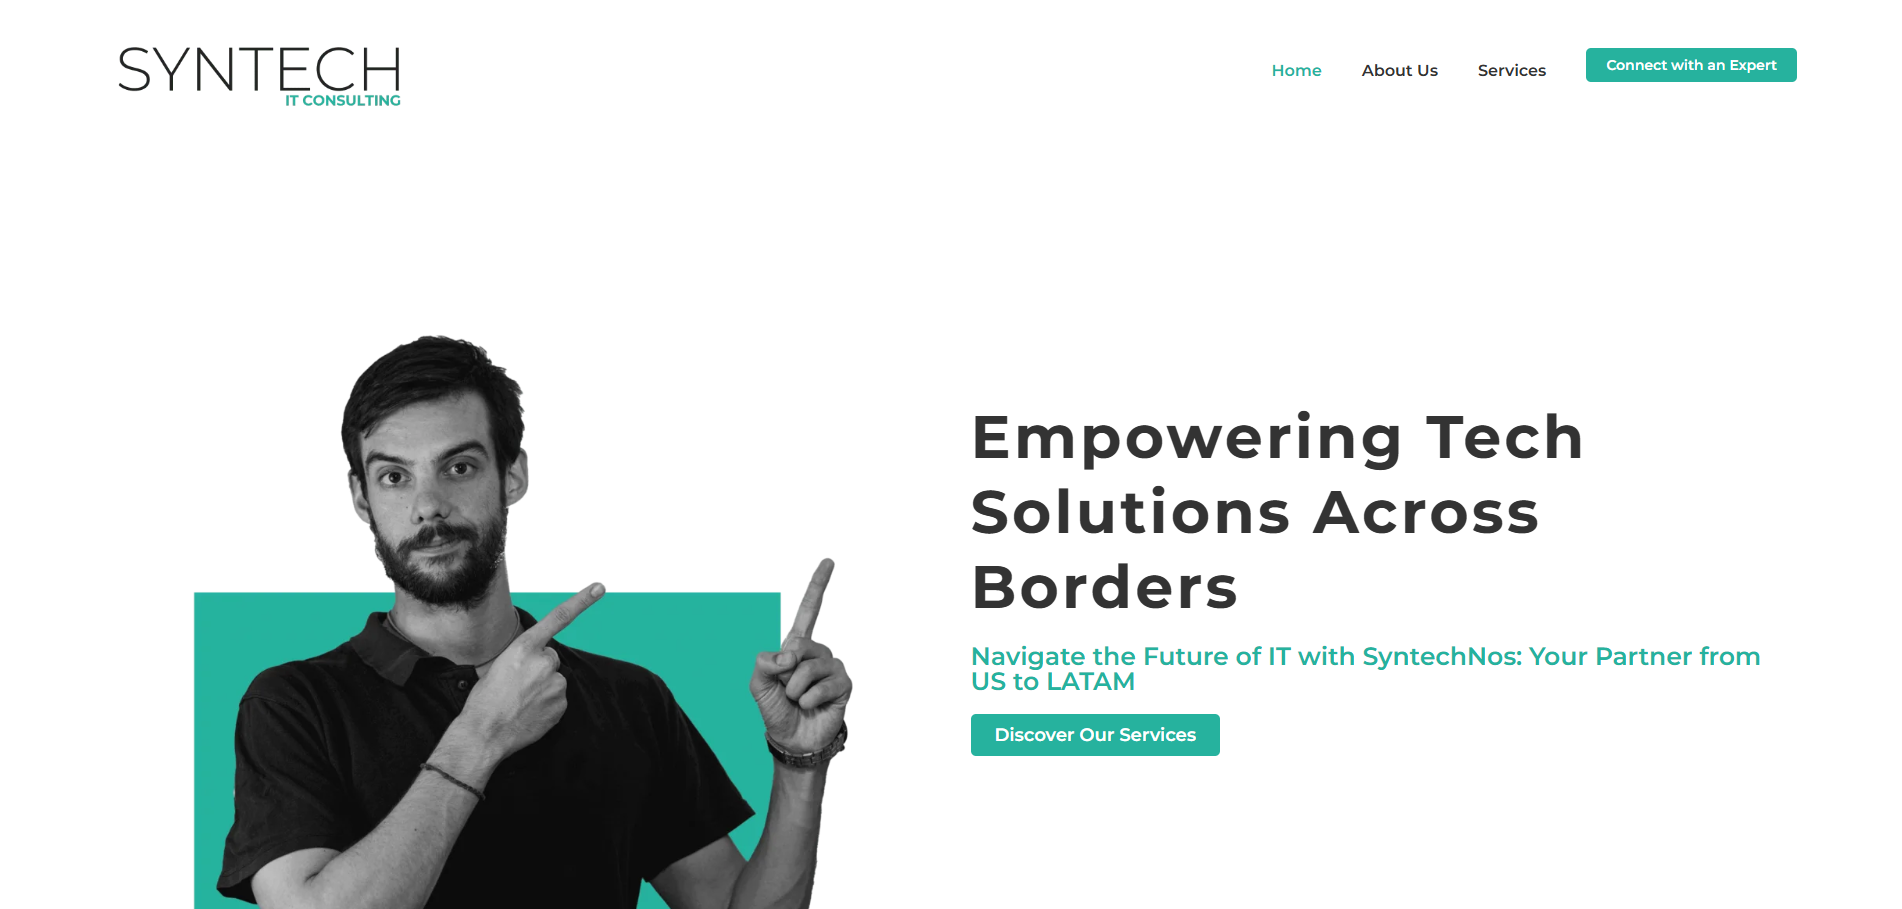 SYNTECH
IT CONSULTING
Home
About Us
Services
Connect with an Expert
Empowering Tech
Solutions Across
Borders
Navigate the Future of IT with SyntechNos: Your Partner from
US to LATAM
Discover Our Services